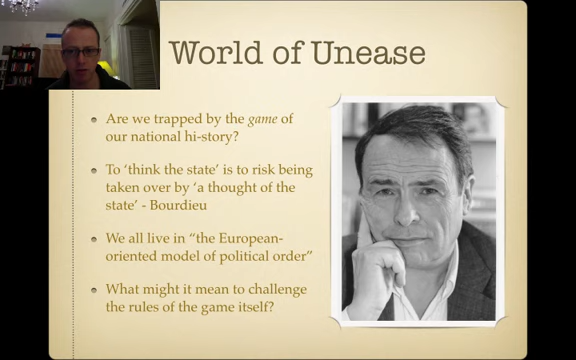 World of Unease
Are we trapped by the game of
our national hi-story?
To ‘think the state’ is to risk being
taken over by ‘a thought of the
state’ - Bourdieu
We all live in “the European-
oriented model of political order”
What might it mean to challenge
the rules of the game itself?